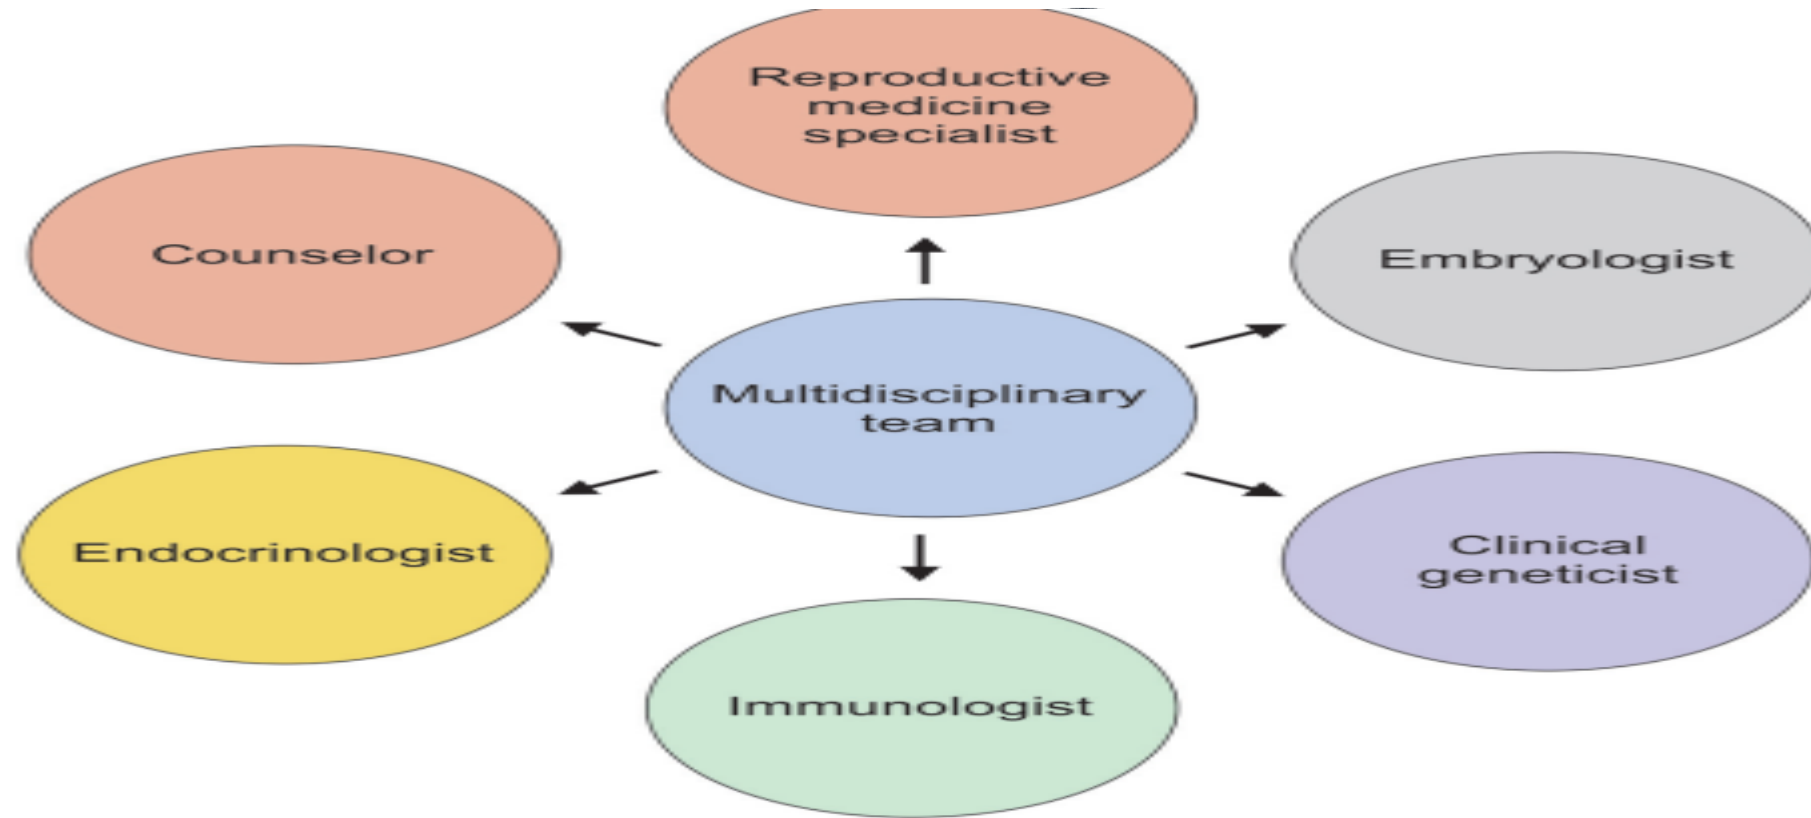 Reproductive
medicine
specialist
Counselor
Embryologist
Multidisciplinary
team
Endocrinologist
Clinical
geneticist
Immunologist